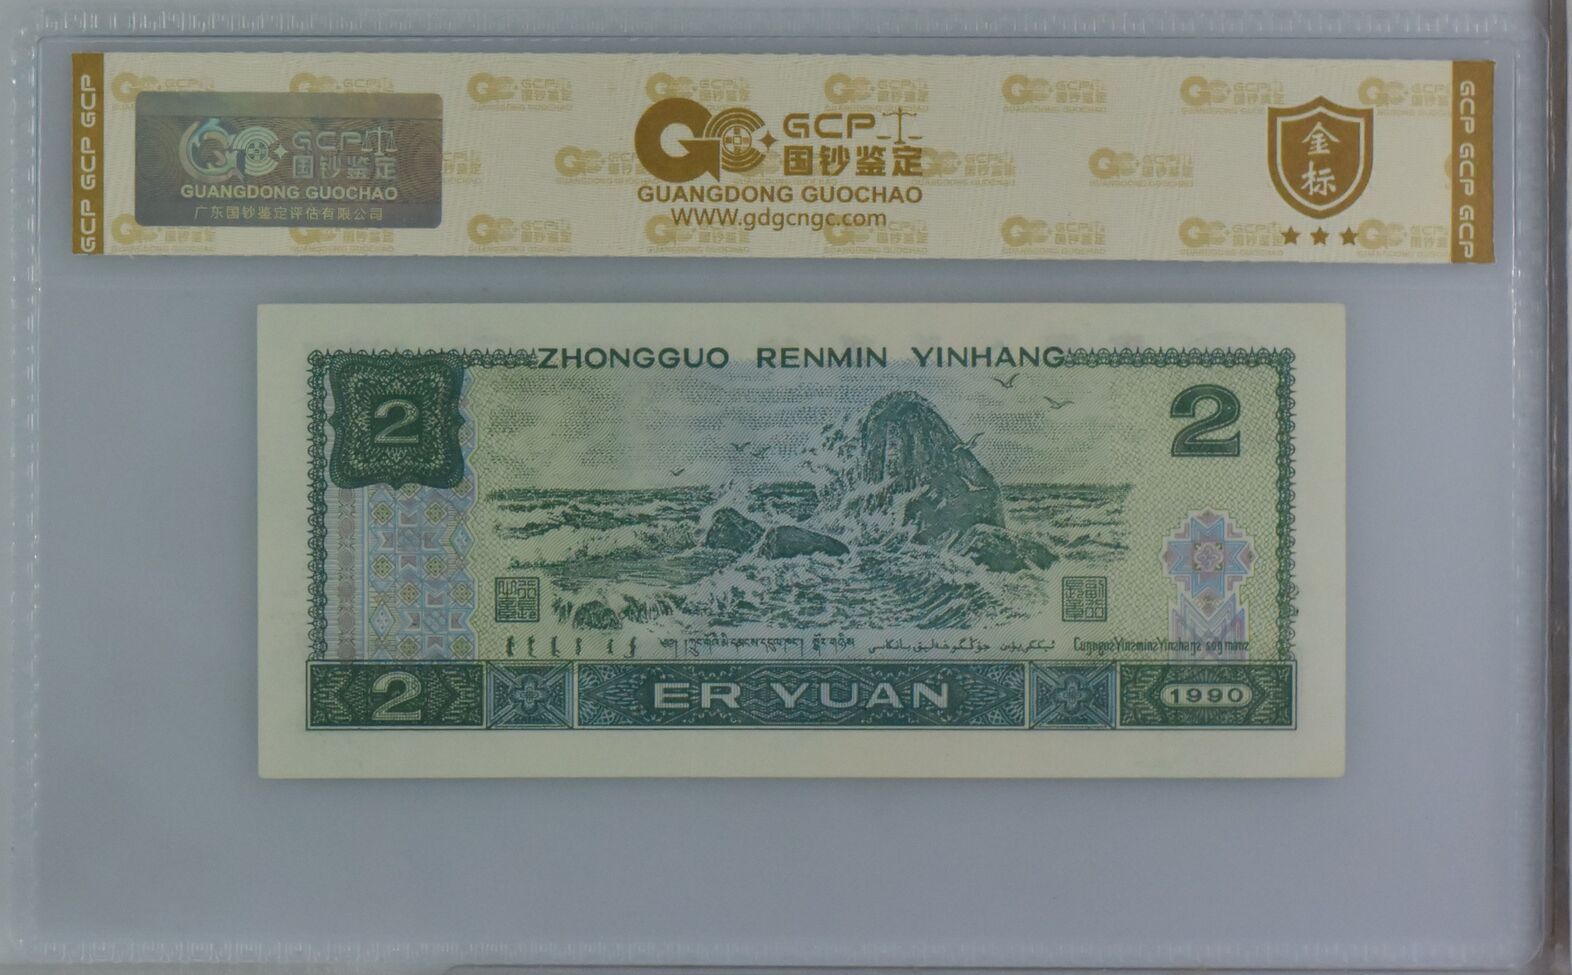 GCP GCP GCP
GCP
国钞鉴定
GUANGDONG GUOCHAO
广东国钞鉴定评估有限公司
GCP
国钞鉴定
GUANGDONG GUOCHAO
WWW.gdgcngc.com
金标
GCP GCP GCP
ZHONGGUO RENMIN YINHANG
2
2
2
ER YUAN
1990